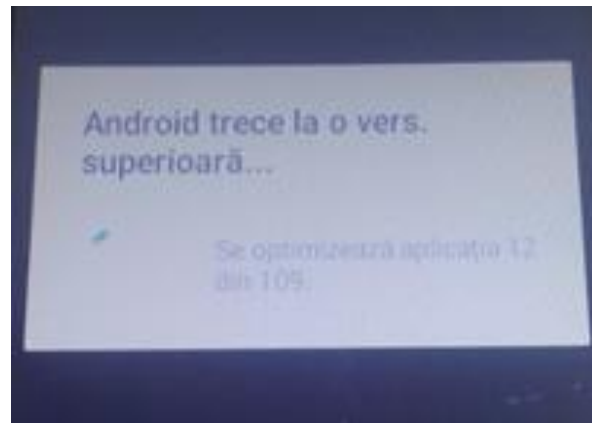 Android trece la o vers.
superioară...
Se optimizează aplicația 12
din 109.